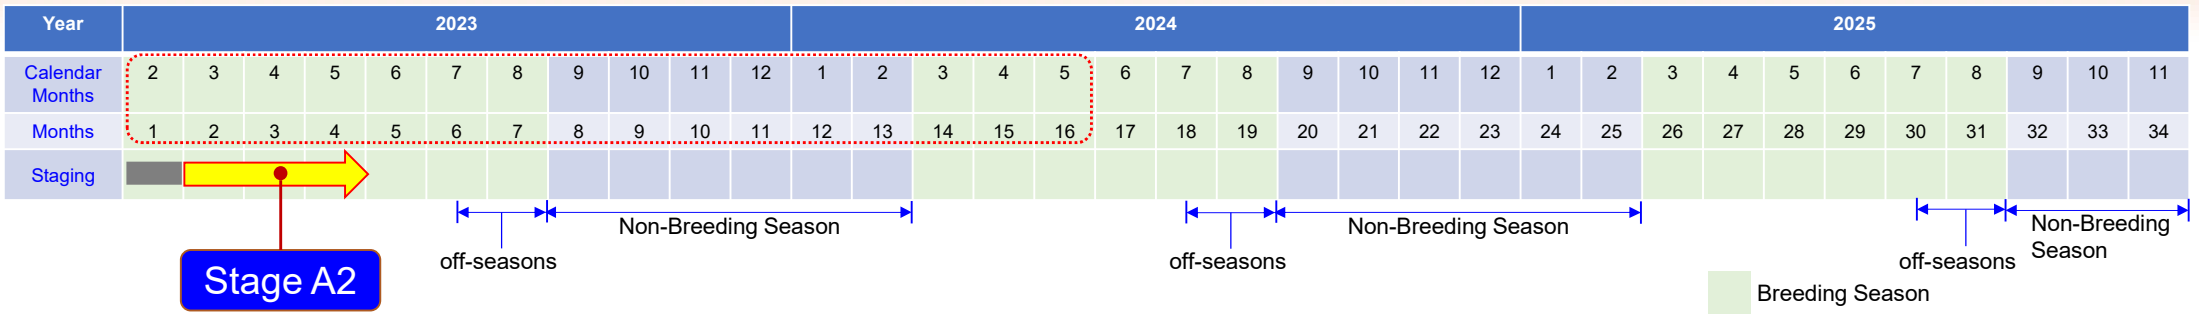 Year 2023 2024 2025
Calendar Months 2 3 4 5 6 7 8 9 10 11 12 1 2 3 4 5 6 7 8 9 10 11 12 1 2 3 4 5 6 7 8 9 10 11
Months 1 2 3 4 5 6 7 8 9 10 11 12 13 14 15 16 17 18 19 20 21 22 23 24 25 26 27 28 29 30 31 32 33 34
Staging
Non-Breeding Season
Non-Breeding Season
Non-Breeding
Season
off-seasons
off-seasons
off-seasons
Stage A2
Breeding Season